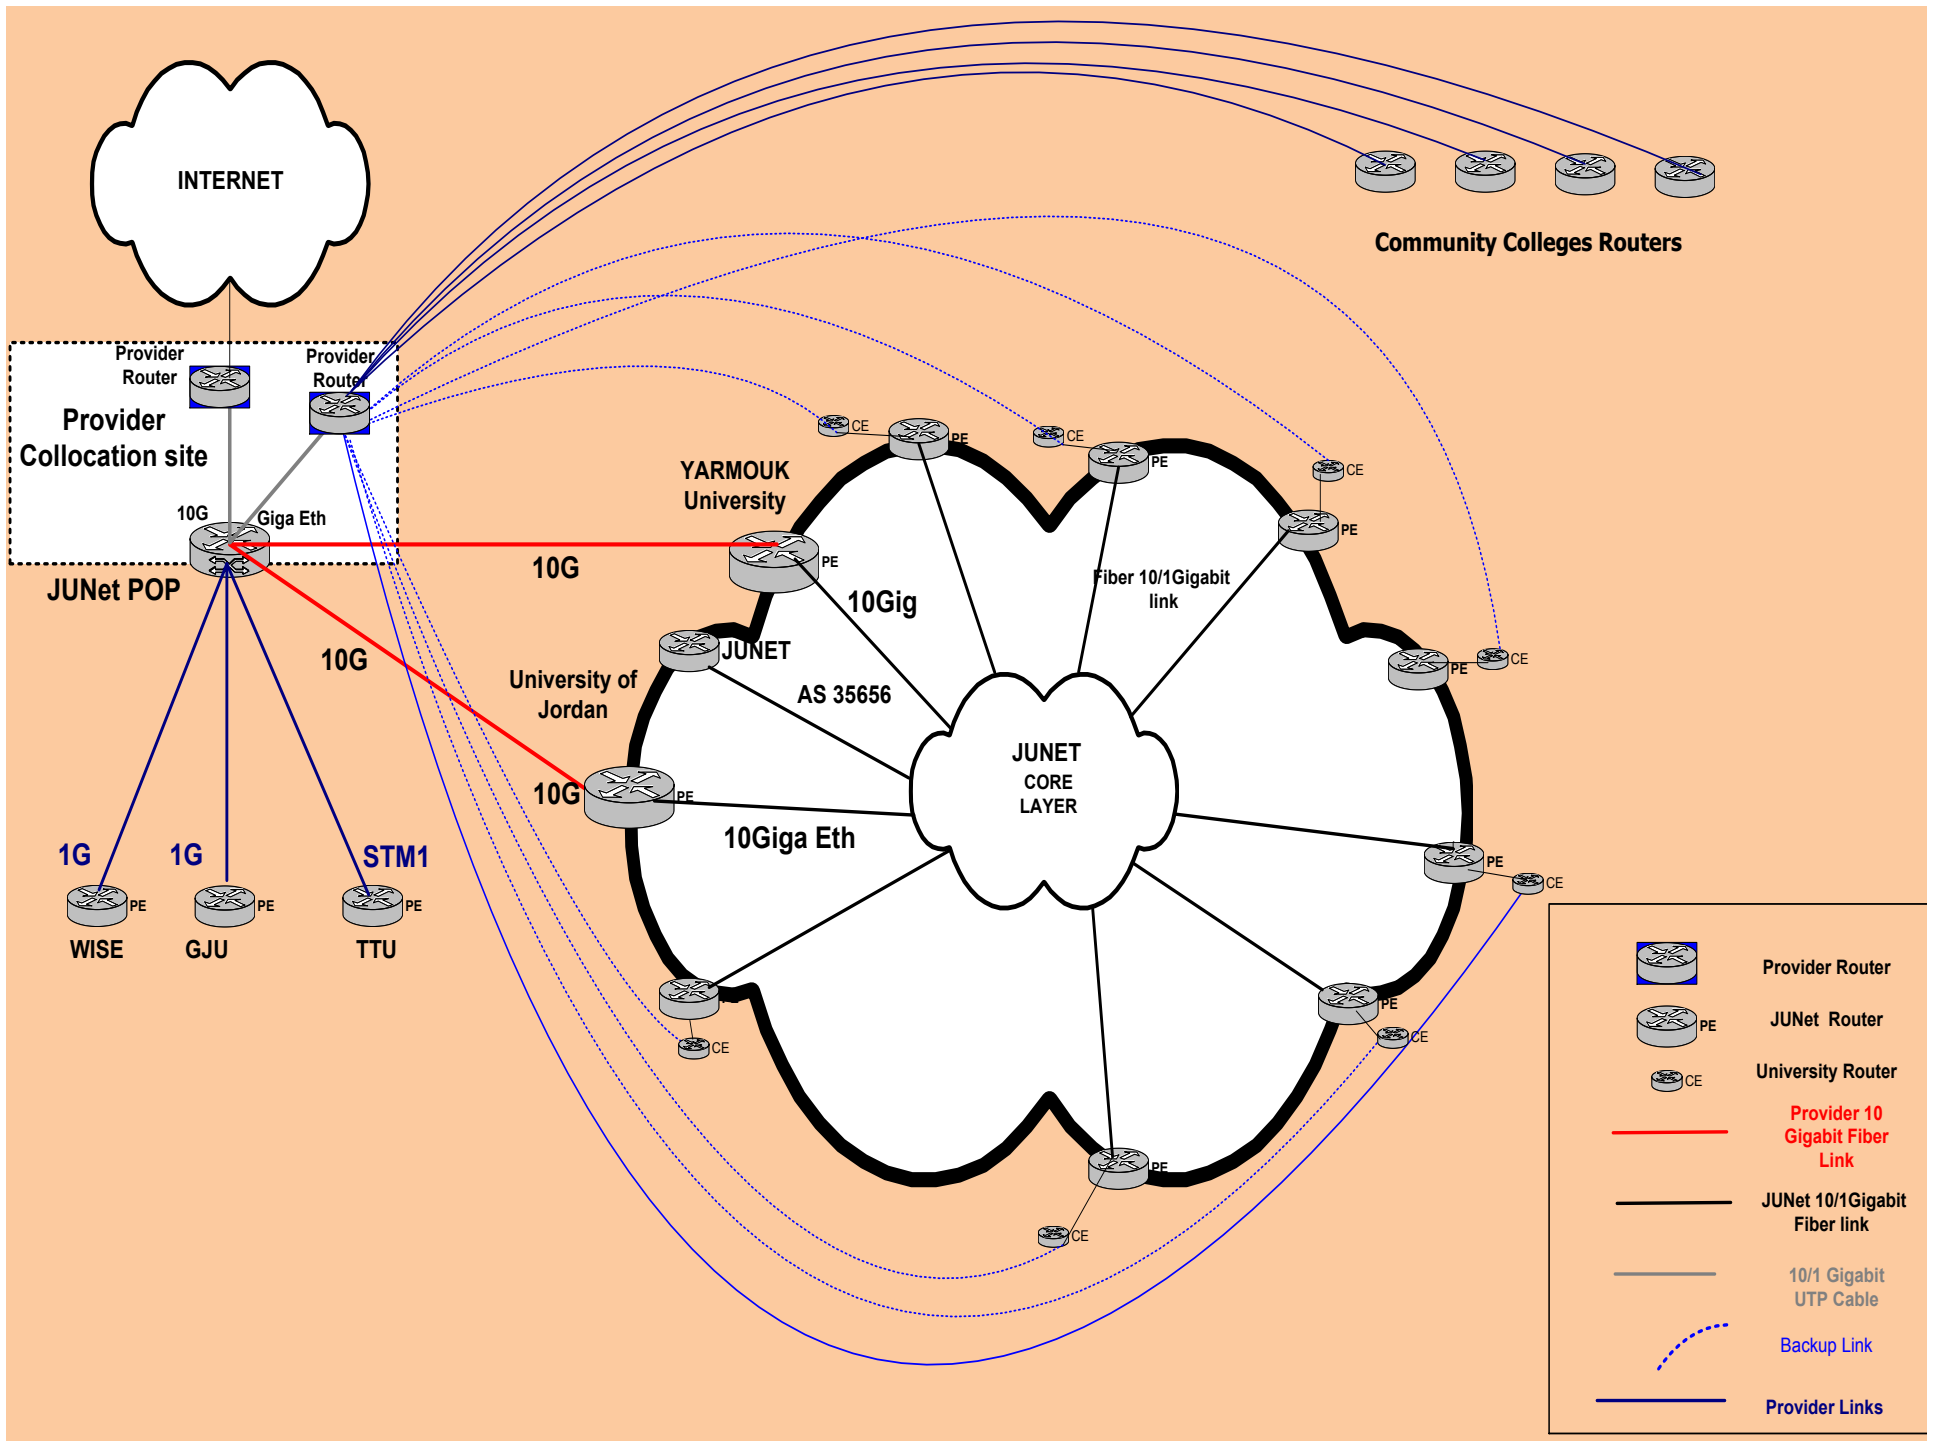 INTERNET
Community Colleges Routers
Provider
Router
Provider
Router
Provider
Collocation site
10G
Giga Eth
JUNet POP
10G
10G
10G
YARMOUK
University
PE
10Gig
JUNET
AS 35656
University of
Jordan
PE
10Giga Eth
CE
PE
CE
PE
Fiber 10/1Gigabit
link
CE
PE
PE
CE
JUNET
CORE
LAYER
PE
CE
PE
CE
PE
CE
PE
CE
1G
1G
STM1
PE
PE
PE
WISE
GJU
TTU
Provider Router
PE
JUNet Router
CE
University Router
Provider 10
Gigabit Fiber
Link
JUNet 10/1Gigabit
Fiber link
10/1 Gigabit
UTP Cable
Backup Link
Provider Links